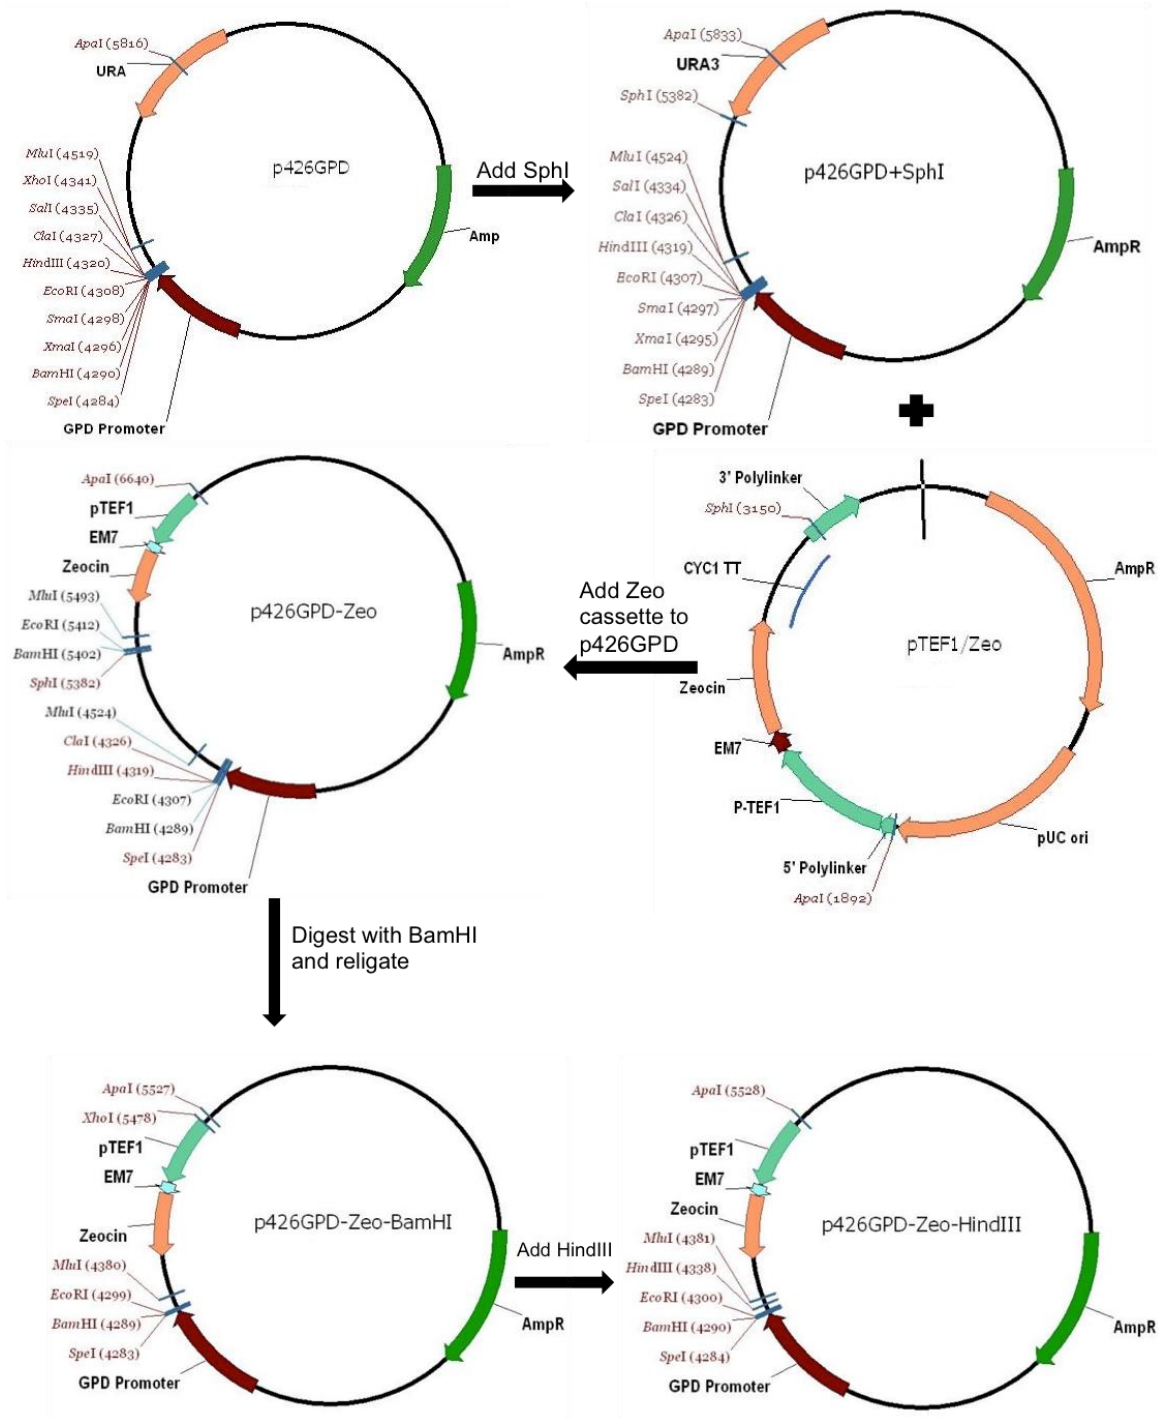 ApaI (5816)
URA
MluI (4519)
XhoI (4341)
SalI (4335)
ClaI (4327)
HindIII (4320)
EcoRI (4308)
SmaI (4298)
XmaI (4296)
BamHI (4290)
SpeI (4284)
GPD Promoter
p426GPD
Amp
Add SphI
ApaI (5833)
URA3
SphI (5382)
MluI (4524)
SalI (4334)
ClaI (4326)
HindIII (4319)
EcoRI (4307)
SmaI (4297)
XmaI (4295)
BamHI (4289)
SpeI (4283)
GPD Promoter
p426GPD+SphI
AmpR
3' Polylinker
SphI (3150)
CYC1 TT
Zeocin
EM7
P-TEF1
5' Polylinker
ApaI (1892)
pTEF1/Zeo
AmpR
pUC ori
Add Zeo
cassette to
p426GPD
ApaI (6640)
pTEF1
EM7
Zeocin
MluI (5493)
EcoRI (5412)
BamHI (5402)
SphI (5382)
MluI (4524)
ClaI (4326)
HindIII (4319)
EcoRI (4307)
BamHI (4289)
SpeI (4283)
GPD Promoter
p426GPD-Zeo
AmpR
Digest with BamHI
and religate
ApaI (5527)
XhoI (5478)
pTEF1
EM7
Zeocin
MluI (4380)
EcoRI (4299)
BamHI (4289)
SpeI (4283)
GPD Promoter
p426GPD-Zeo-BamHI
AmpR
Add HindIII
ApaI (5528)
pTEF1
EM7
Zeocin
MluI (4381)
HindIII (4338)
EcoRI (4300)
BamHI (4290)
SpeI (4284)
GPD Promoter
p426GPD-Zeo-HindIII
AmpR